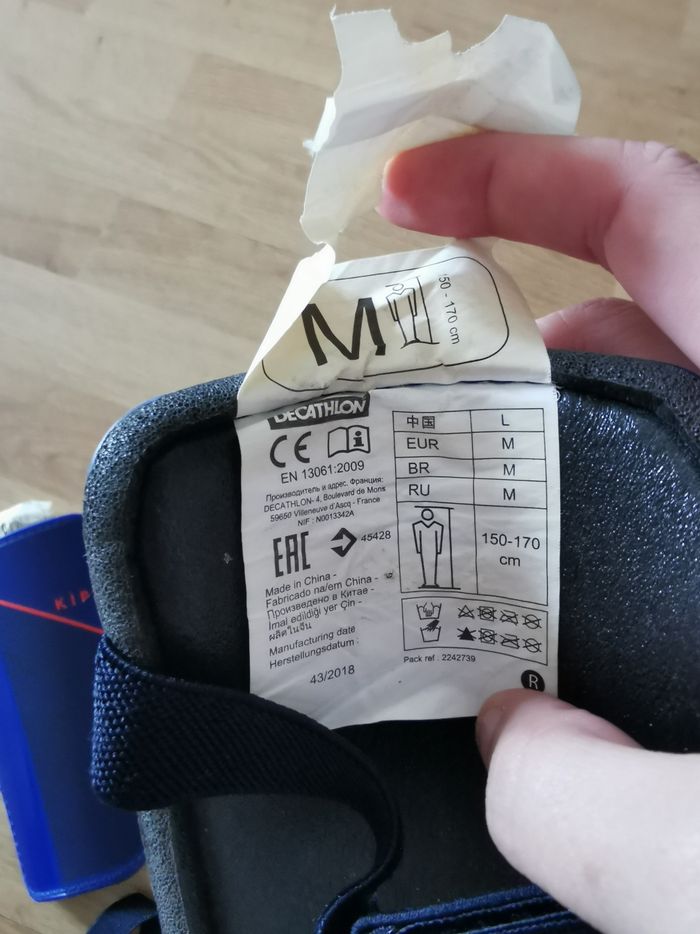 M
150 - 170 cm
DECATHLON
CE
EN 13061:2009
Производитель и адрес, Франция:
DECATHLON- 4, Boulevard de Mons
59650 Villeneuve d'Ascq - France
NIF : N0013342A
EAC
45428
Made in China -
Fabricado na/em China -
Произведено в Китае -
Imal edildiği yer Çin -
ผลิตในจีน
Manufacturing date
Herstellungsdatum :
43/2018
中国 L
EUR M
BR M
RU M
150-170
cm
Pack ref . 2242739
R